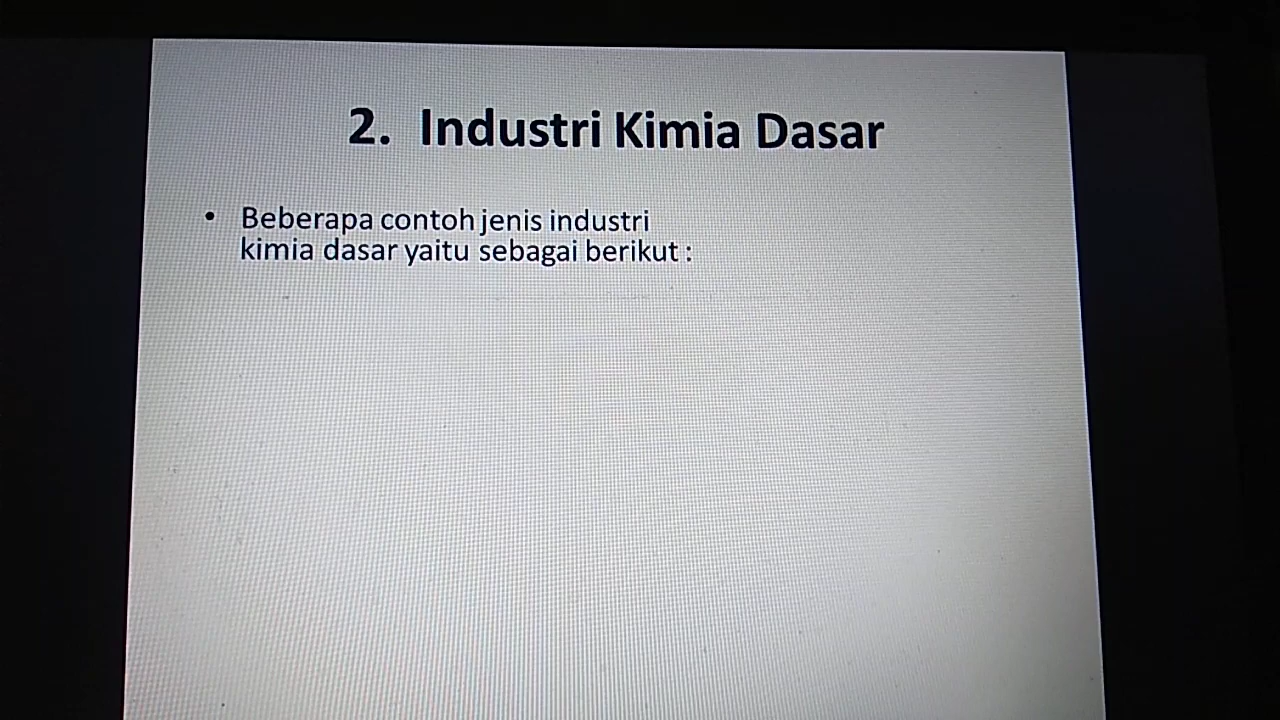 2. Industri Kimia Dasar
• Beberapa contoh jenis industri
kimia dasar yaitu sebagai berikut :